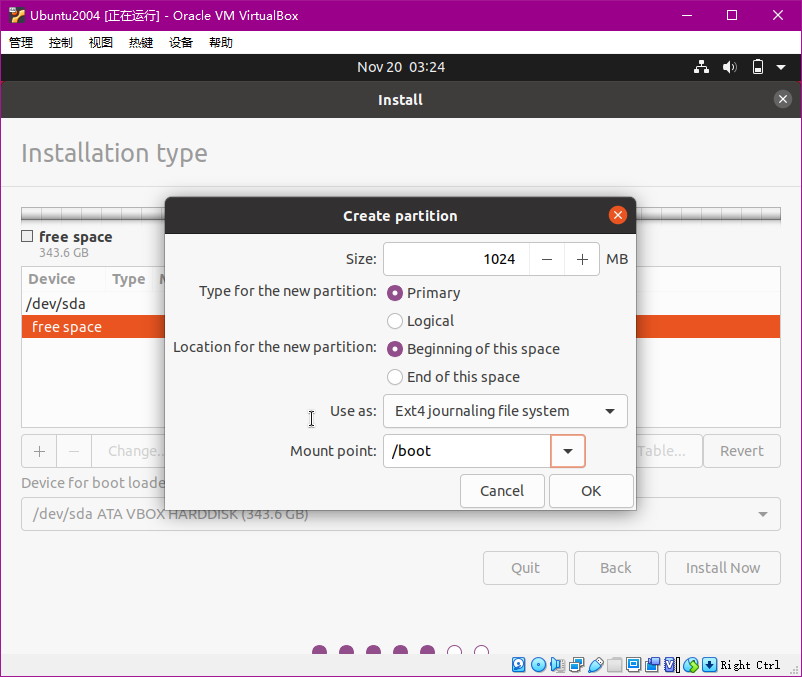 Ubuntu2004 [正在运行] - Oracle VM VirtualBox
管理 控制 视图 热键 设备 帮助
Nov 20 03:24
Install
Installation type
Create partition
free space
343.6 GB
Size: 1024 MB
Device Type
Type for the new partition: Primary
/dev/sda
Logical
free space
Location for the new partition: Beginning of this space
End of this space
Use as: Ext4 journaling file system
Change... Mount point: /boot Table... Revert
Device for boot loade
Cancel OK
/dev/sda ATA VBOX HARDDISK (343.6 GB)
Quit Back Install Now
Right Ctrl